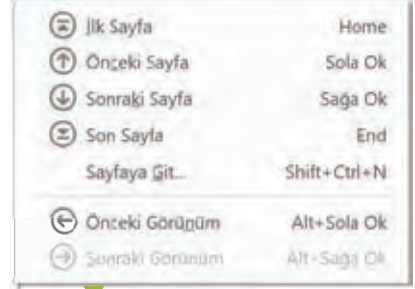 İlk Sayfa Home
Önceki Sayfa Sola Ok
Sonraki Sayfa Sağa Ok
Son Sayfa End
Sayfaya Git... Shift+Ctrl+N
Önceki Görünüm Alt+Sola Ok
Sonraki Görünüm Alt+Sağa Ok